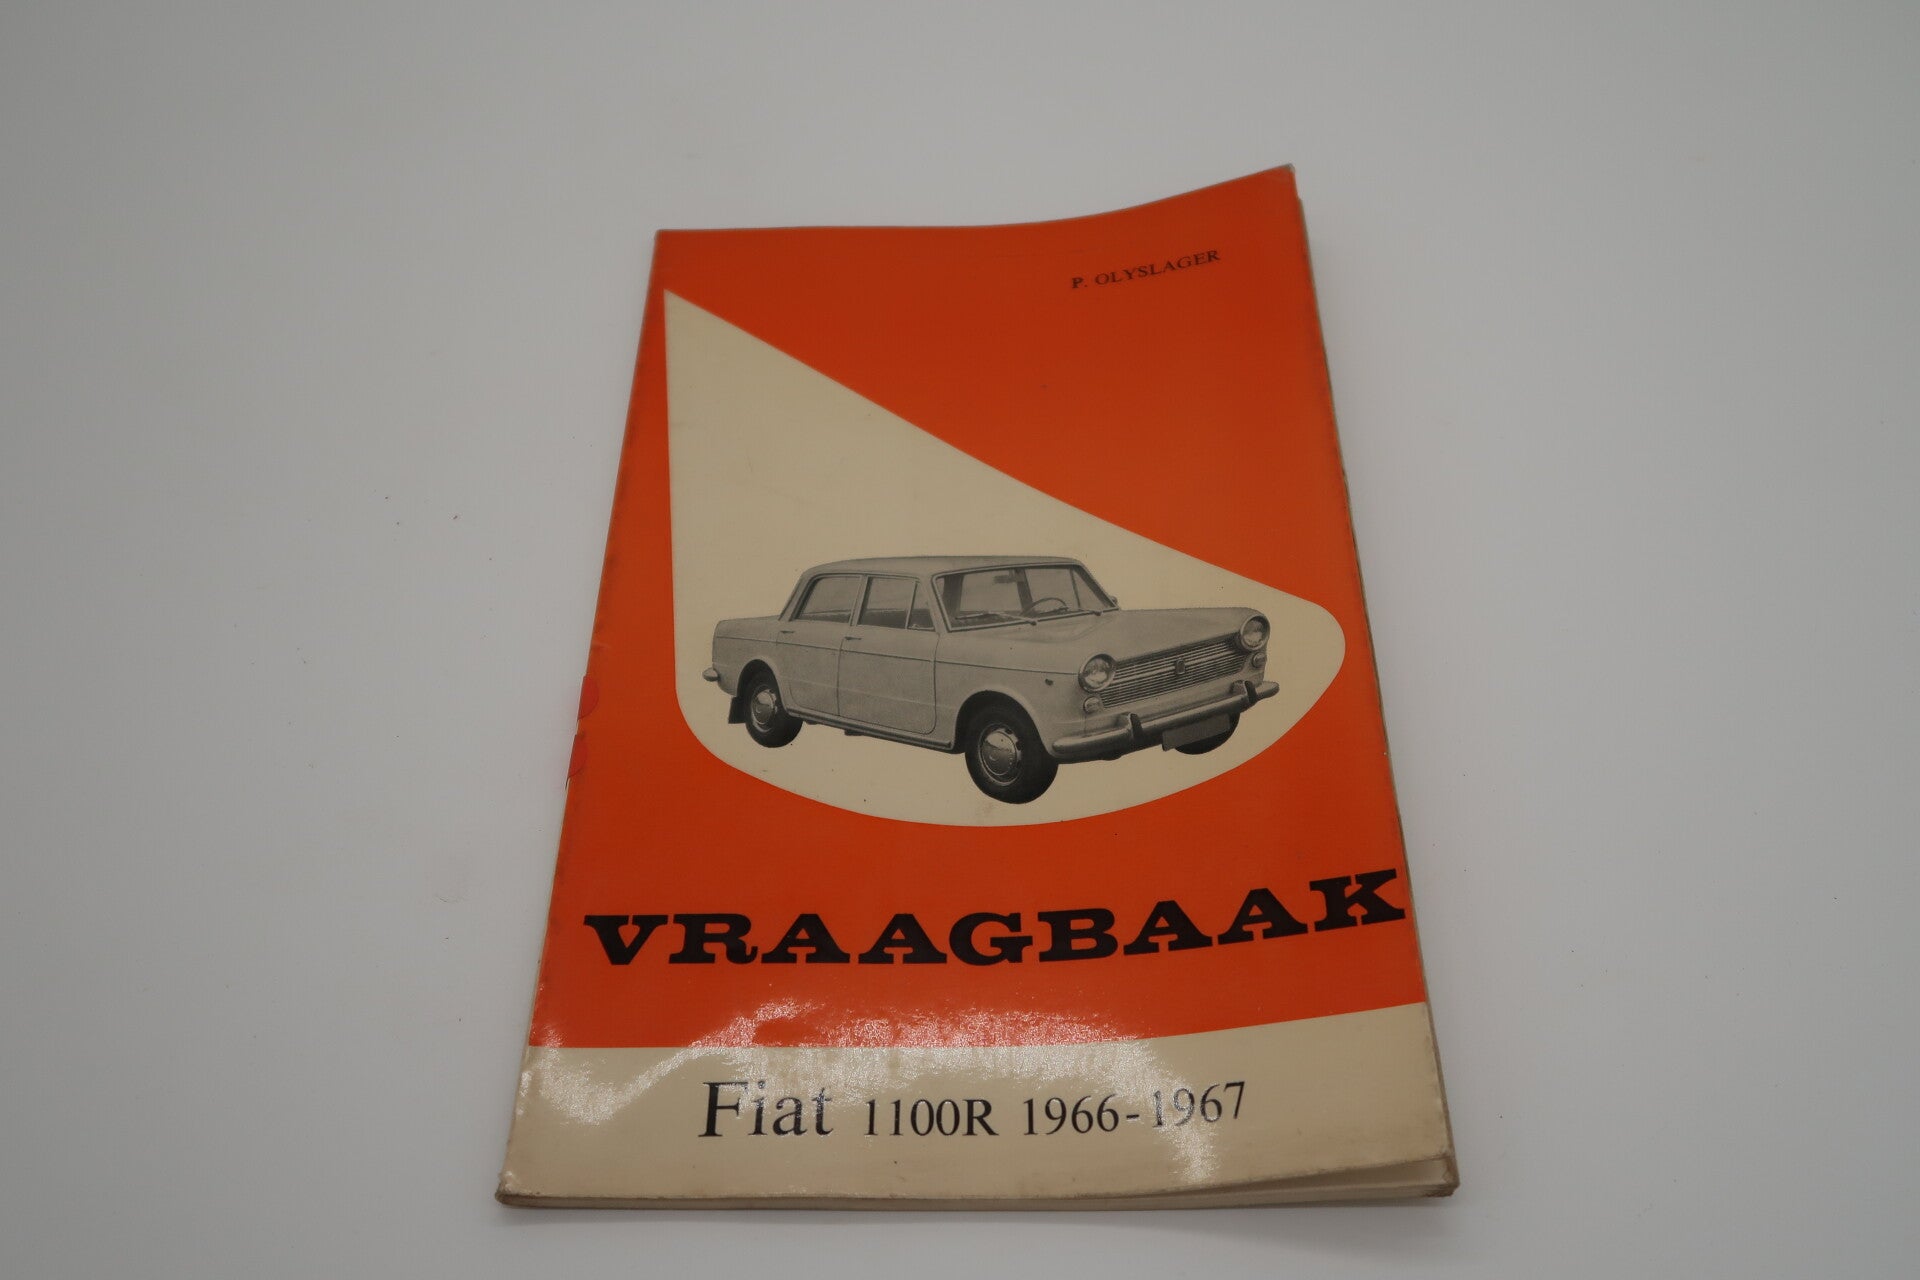 P. OLYSLAGER
VRAAGBAAK
Fiat 1100R 1966-1967